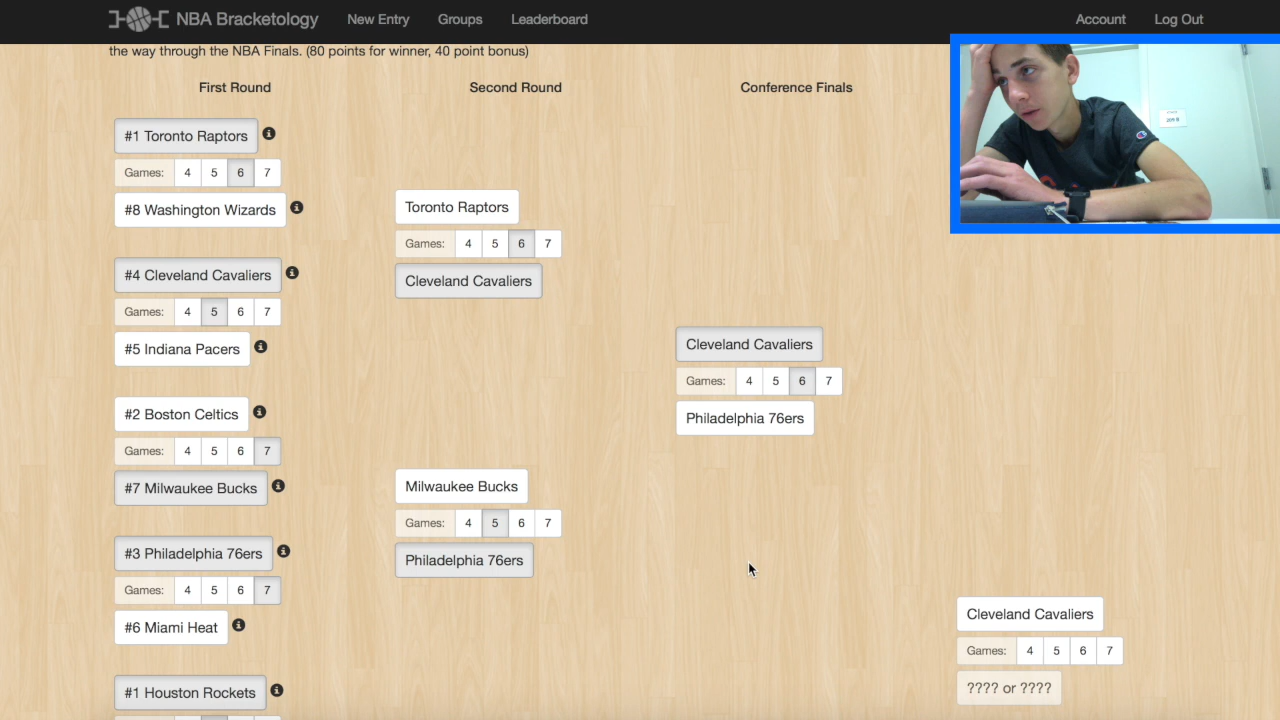 NBA Bracketology New Entry Groups Leaderboard Account Log Out
the way through the NBA Finals. (80 points for winner, 40 point bonus)
First Round Second Round Conference Finals
#1 Toronto Raptors
Games: 4 5 6 7
#8 Washington Wizards
#4 Cleveland Cavaliers
Games: 4 5 6 7
#5 Indiana Pacers
#2 Boston Celtics
Games: 4 5 6 7
#7 Milwaukee Bucks
#3 Philadelphia 76ers
Games: 4 5 6 7
#6 Miami Heat
#1 Houston Rockets
Toronto Raptors
Games: 4 5 6 7
Cleveland Cavaliers
Milwaukee Bucks
Games: 4 5 6 7
Philadelphia 76ers
Cleveland Cavaliers
Games: 4 5 6 7
Philadelphia 76ers
Cleveland Cavaliers
Games: 4 5 6 7
???? or ????